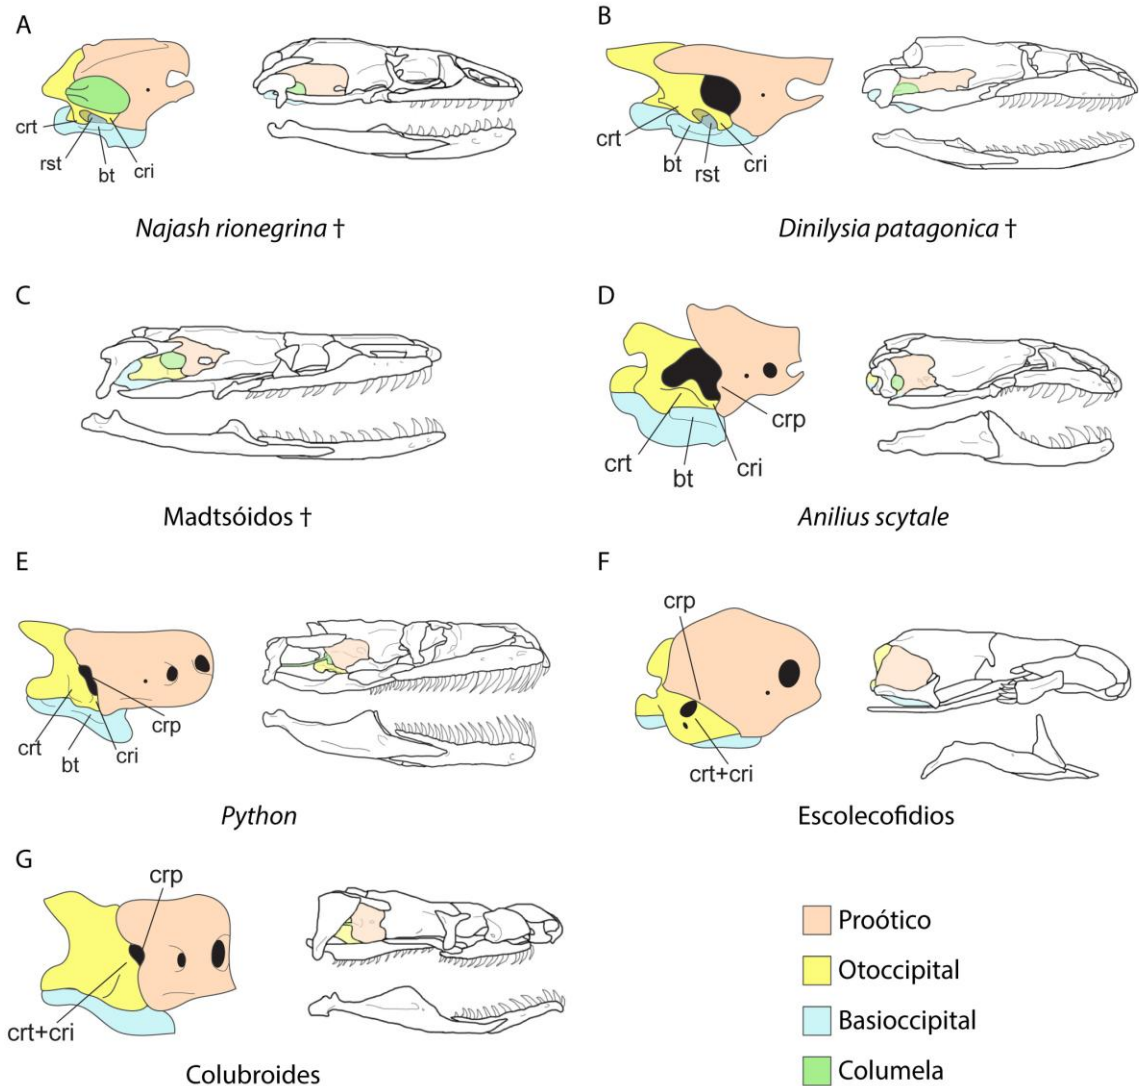 A
crt
rst
bt
cri
Najash rionegrina †
B
crt
bt
rst
cri
Dinilysia patagonica †
C
Madtsóidos †
D
crp
crt
bt
cri
Anilius scytale
E
crp
crt
bt
cri
Python
F
crp
crt+cri
Escolecofidios
G
crp
crt+cri
Colubroides
Proótico
Otoccipital
Basioccipital
Columela